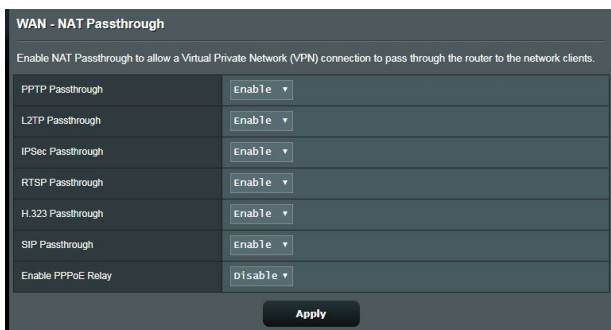 WAN - NAT Passthrough
Enable NAT Passthrough to allow a Virtual Private Network (VPN) connection to pass through the router to the network clients.
PPTP Passthrough Enable
L2TP Passthrough Enable
IPSec Passthrough Enable
RTSP Passthrough Enable
H.323 Passthrough Enable
SIP Passthrough Enable
Enable PPPoE Relay Disable
Apply